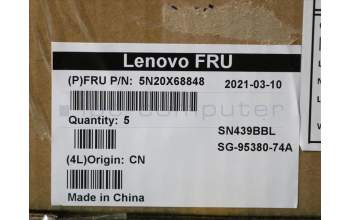 Lenovo FRU
(P)FRU P/N: 5N20X68848
2021-03-10
Quantity: 5
SN439BBL
SG-95380-74A
(4L)Origin: CN
Made in China